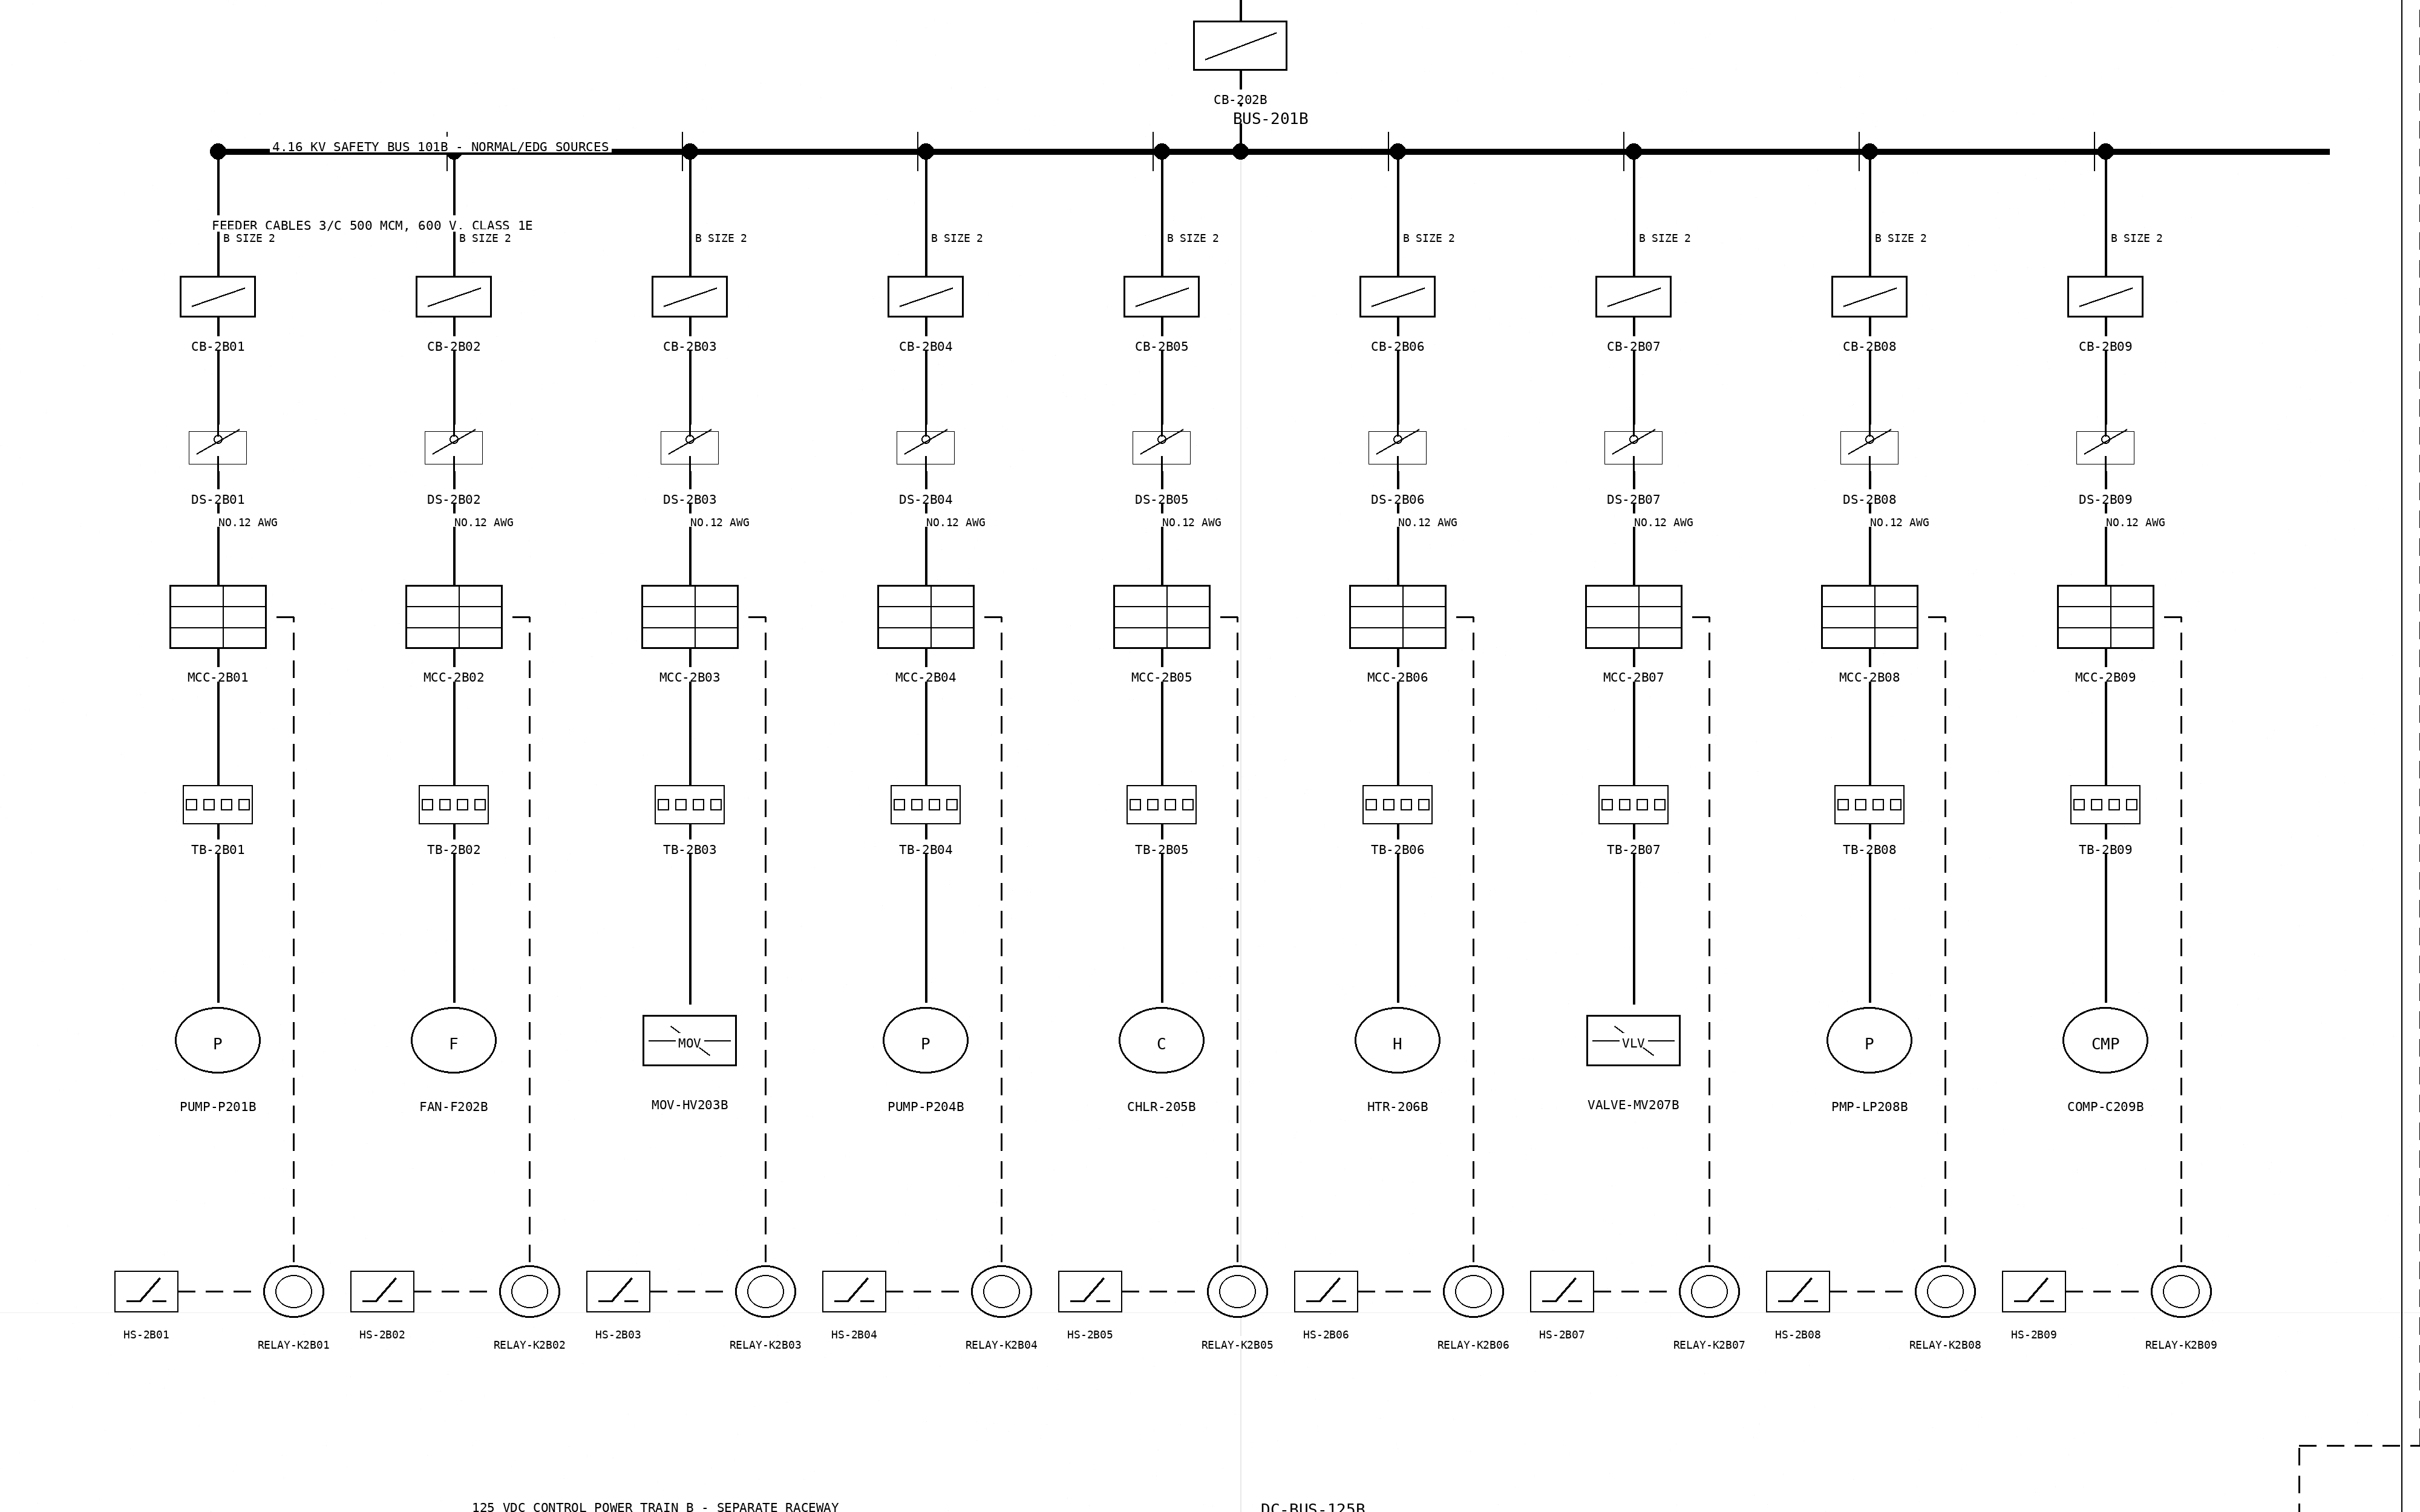 CB-202B
BUS-201B
4.16 KV SAFETY BUS 101B - NORMAL/EDG SOURCES
FEEDER CABLES 3/C 500 MCM, 600 V, CLASS 1E
B SIZE 2 B SIZE 2 B SIZE 2 B SIZE 2 B SIZE 2 B SIZE 2 B SIZE 2 B SIZE 2 B SIZE 2
CB-2B01 CB-2B02 CB-2B03 CB-2B04 CB-2B05 CB-2B06 CB-2B07 CB-2B08 CB-2B09
DS-2B01 DS-2B02 DS-2B03 DS-2B04 DS-2B05 DS-2B06 DS-2B07 DS-2B08 DS-2B09
NO.12 AWG NO.12 AWG NO.12 AWG NO.12 AWG NO.12 AWG NO.12 AWG NO.12 AWG NO.12 AWG NO.12 AWG
MCC-2B01 MCC-2B02 MCC-2B03 MCC-2B04 MCC-2B05 MCC-2B06 MCC-2B07 MCC-2B08 MCC-2B09
TB-2B01 TB-2B02 TB-2B03 TB-2B04 TB-2B05 TB-2B06 TB-2B07 TB-2B08 TB-2B09
P F MOV P C H VLV P CMP
PUMP-P201B FAN-F202B MOV-HV203B PUMP-P204B CHLR-205B HTR-206B VALVE-MV207B PMP-LP208B COMP-C209B
HS-2B01 HS-2B02 HS-2B03 HS-2B04 HS-2B05 HS-2B06 HS-2B07 HS-2B08 HS-2B09
RELAY-K2B01 RELAY-K2B02 RELAY-K2B03 RELAY-K2B04 RELAY-K2B05 RELAY-K2B06 RELAY-K2B07 RELAY-K2B08 RELAY-K2B09
125 VDC CONTROL POWER TRAIN B - SEPARATE RACEWAY DC-BUS-125B